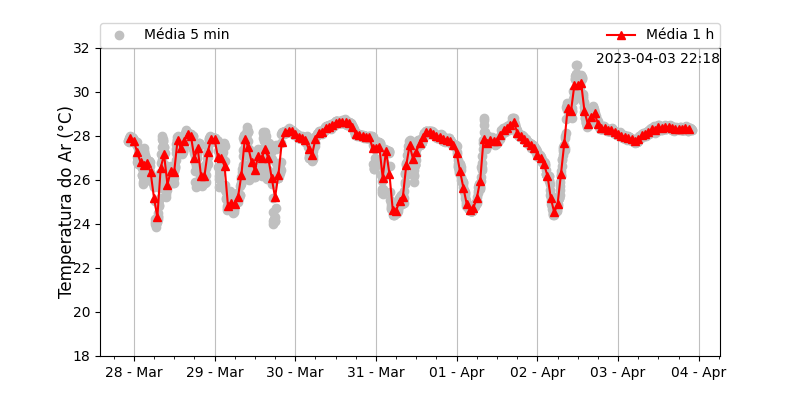 Média 5 min
Média 1 h
2023-04-03 22:18
Temperatura do Ar (°C)
32
30
28
26
24
22
20
18
28 - Mar
29 - Mar
30 - Mar
31 - Mar
01 - Apr
02 - Apr
03 - Apr
04 - Apr